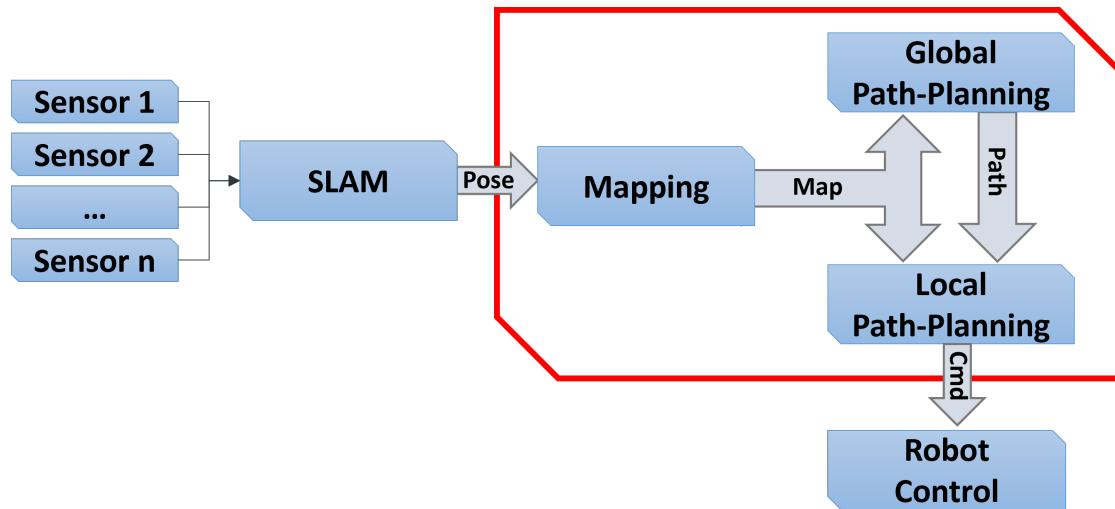 Sensor 1
Sensor 2
...
Sensor n
SLAM
Pose
Mapping
Map
Global
Path-Planning
Path
Local
Path-Planning
Cmd
Robot
Control